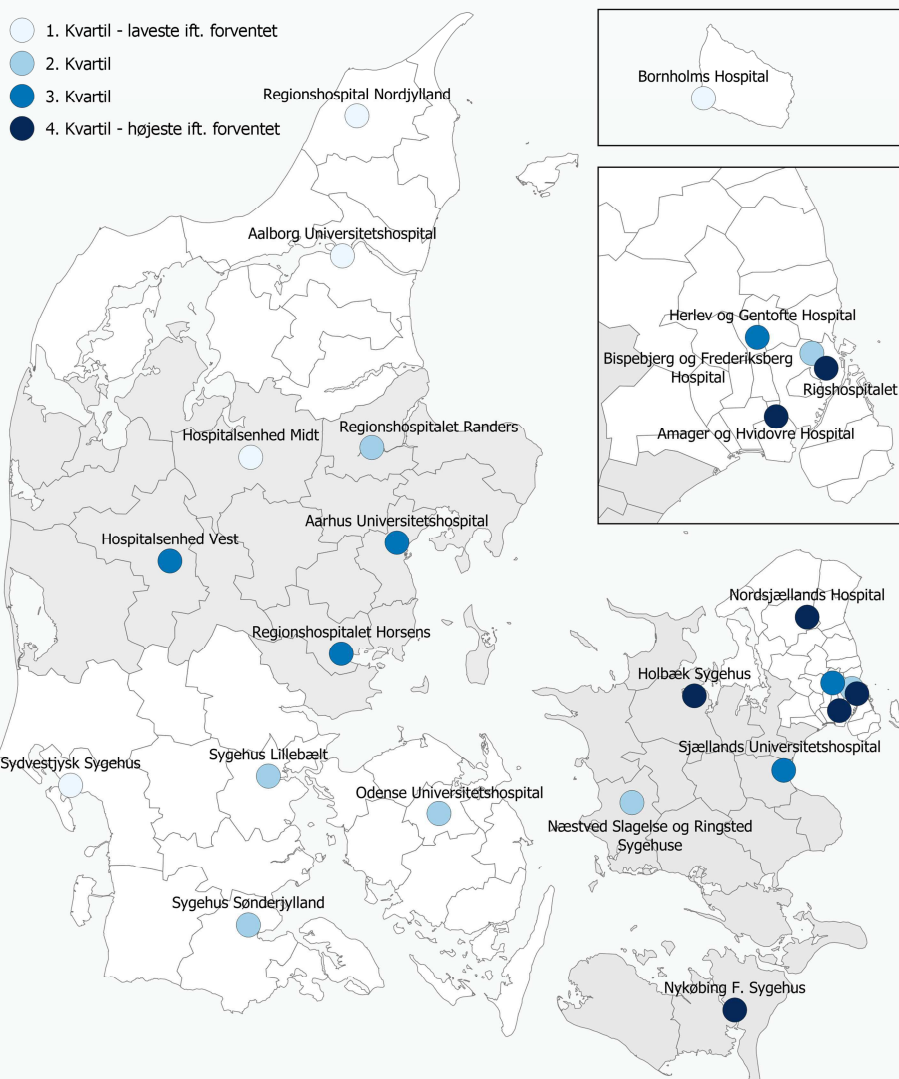 1. Kvartil - laveste ift. forventet
2. Kvartil
3. Kvartil
4. Kvartil - højeste ift. forventet
Bornholms Hospital
Regionshospital Nordjylland
Aalborg Universitetshospital
Herlev og Gentofte Hospital
Bispebjerg og Frederiksberg
Hospital
Rigshospitalet
Amager og Hvidovre Hospital
Regionshospitalet Randers
Hospitalsenhed Midt
Aarhus Universitetshospital
Hospitalsenhed Vest
Regionshospitalet Horsens
Nordsjællands Hospital
Holbæk Sygehus
Sjællands Universitetshospital
Sygehus Lillebælt
Sydvestjysk Sygehus
Odense Universitetshospital
Næstved Slagelse og Ringsted
Sygehuse
Sygehus Sønderjylland
Nykøbing F. Sygehus